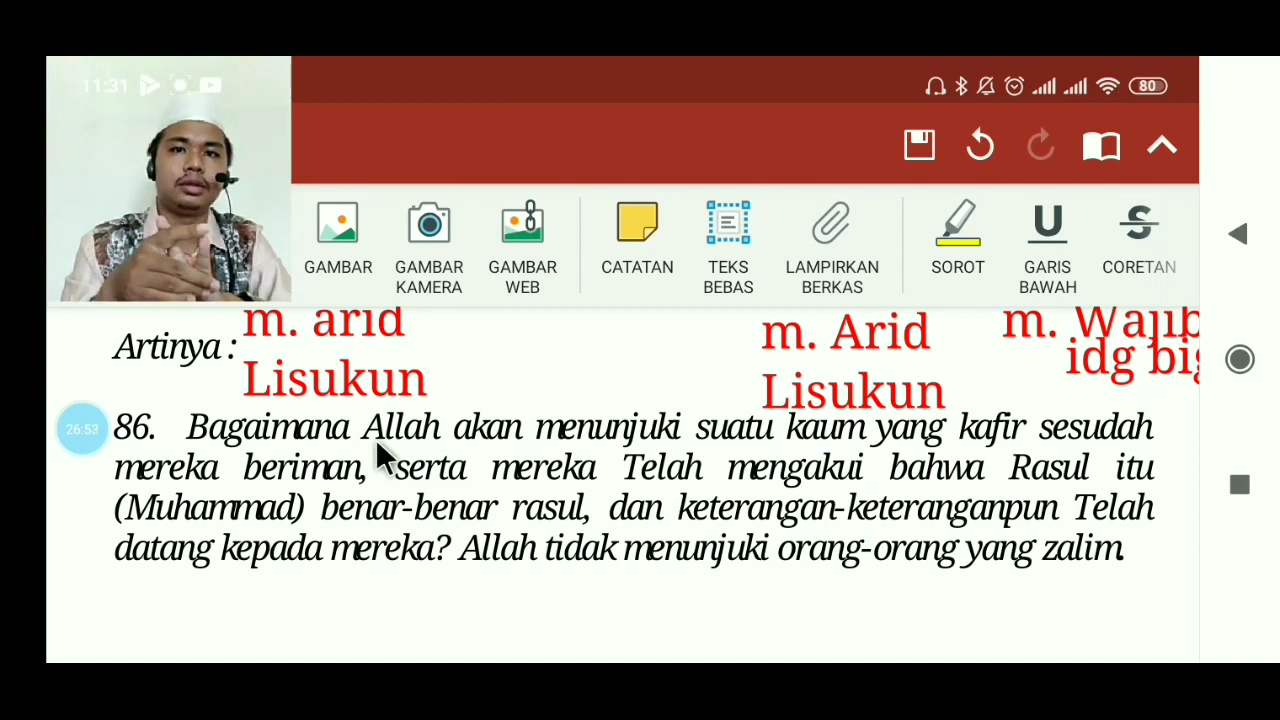 11:31
80
GAMBAR
GAMBAR KAMERA
GAMBAR WEB
CATATAN
TEKS BEBAS
LAMPIRKAN BERKAS
SOROT
GARIS BAWAH
CORETAN
Artinya :
m. arid
Lisukun
m. Arid
Lisukun
m. Wajib
idg big
26:53
86. Bagaimana Allah akan menunjuki suatu kaum yang kafir sesudah
mereka beriman, serta mereka Telah mengakui bahwa Rasul itu
(Muhammad) benar-benar rasul, dan keterangan-keteranganpun Telah
datang kepada mereka? Allah tidak menunjuki orang-orang yang zalim.